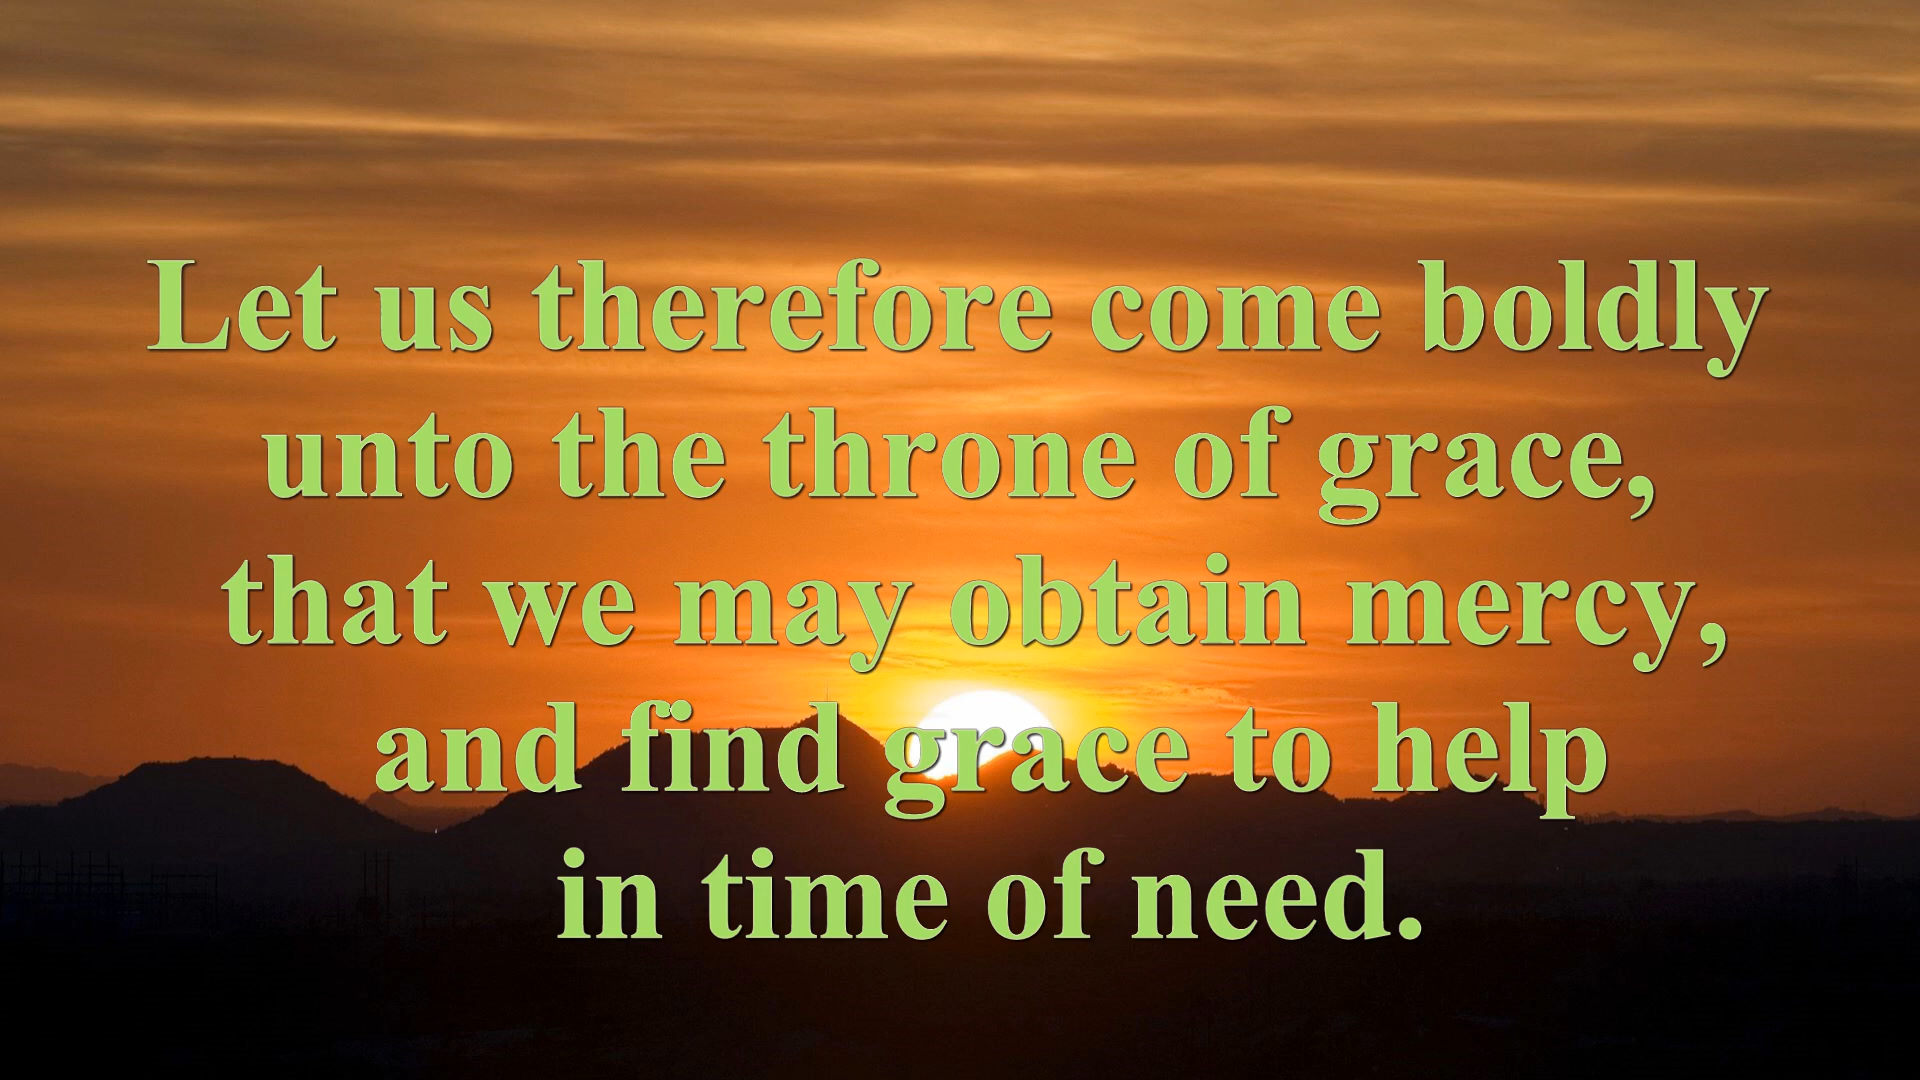 Let us therefore come boldly
unto the throne of grace,
that we may obtain mercy,
and find grace to help
in time of need.